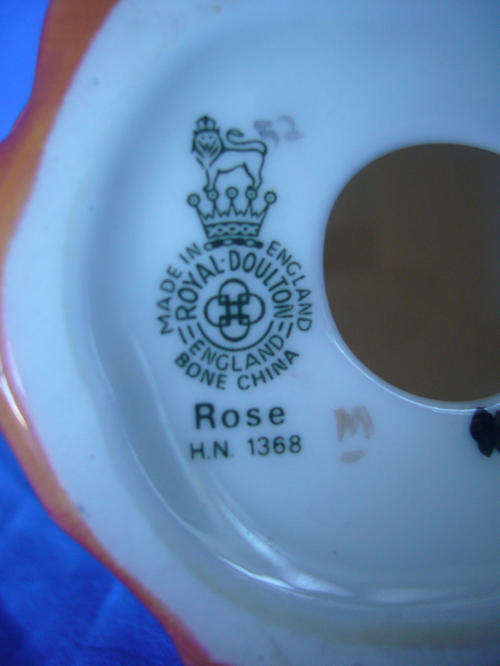 52
MADE IN ENGLAND
ROYAL·DOULTON
ENGLAND
BONE CHINA
Rose
H.N. 1368
M